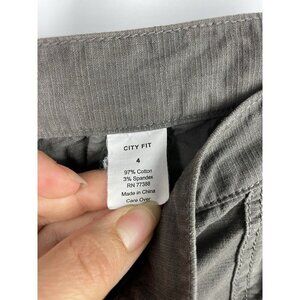 CITY FIT
4
97% Cotton
3% Spandex
RN 77388
Made in China
Care Over